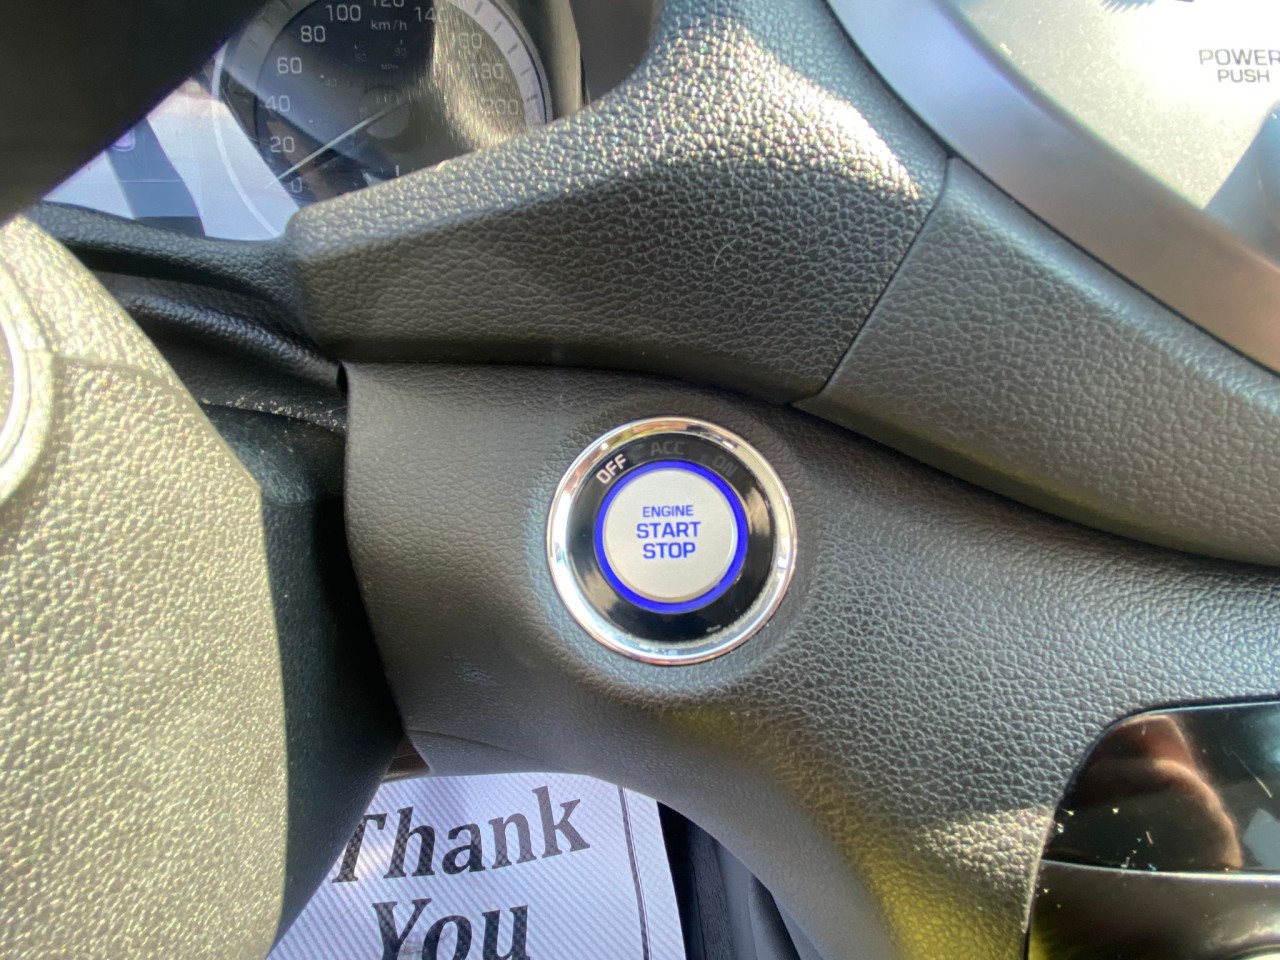 100 120 140
km/h
80
60
40
20
0
180
200
POWER
PUSH
OFF ACC ON
ENGINE
START
STOP
Thank
You